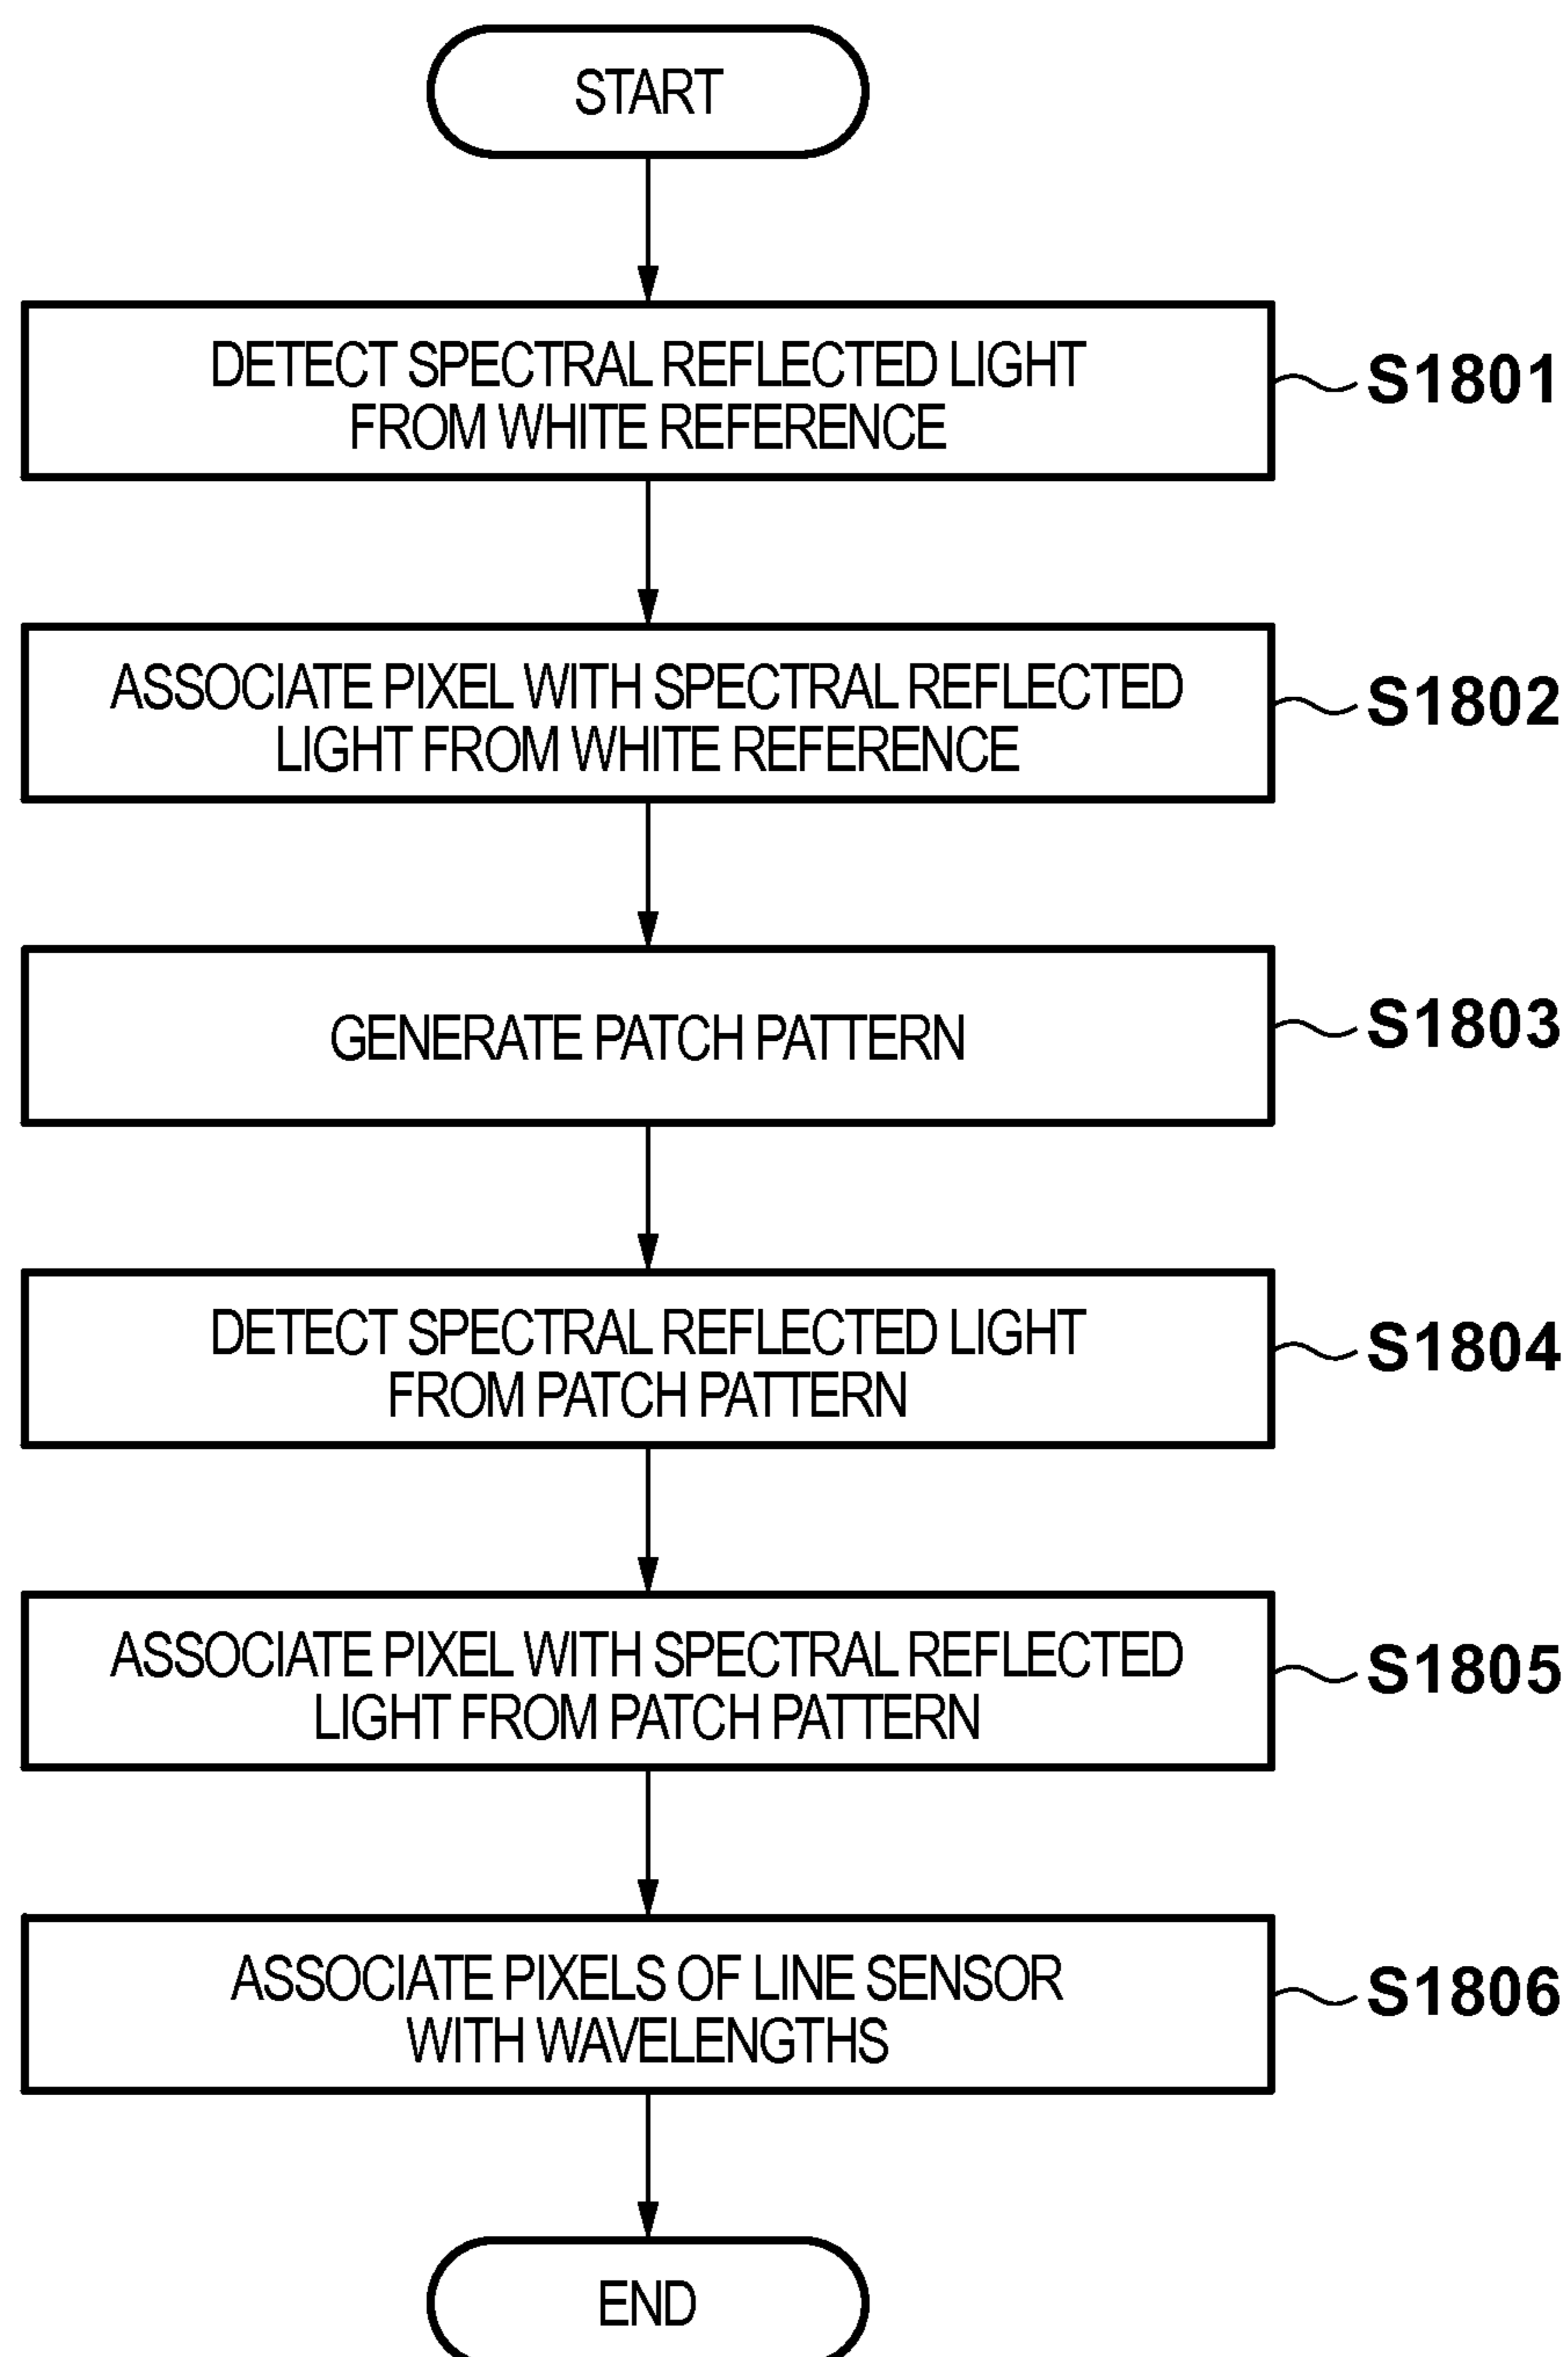 START
DETECT SPECTRAL REFLECTED LIGHT
FROM WHITE REFERENCE
S1801
ASSOCIATE PIXEL WITH SPECTRAL REFLECTED
LIGHT FROM WHITE REFERENCE
S1802
GENERATE PATCH PATTERN
S1803
DETECT SPECTRAL REFLECTED LIGHT
FROM PATCH PATTERN
S1804
ASSOCIATE PIXEL WITH SPECTRAL REFLECTED
LIGHT FROM PATCH PATTERN
S1805
ASSOCIATE PIXELS OF LINE SENSOR
WITH WAVELENGTHS
S1806
END